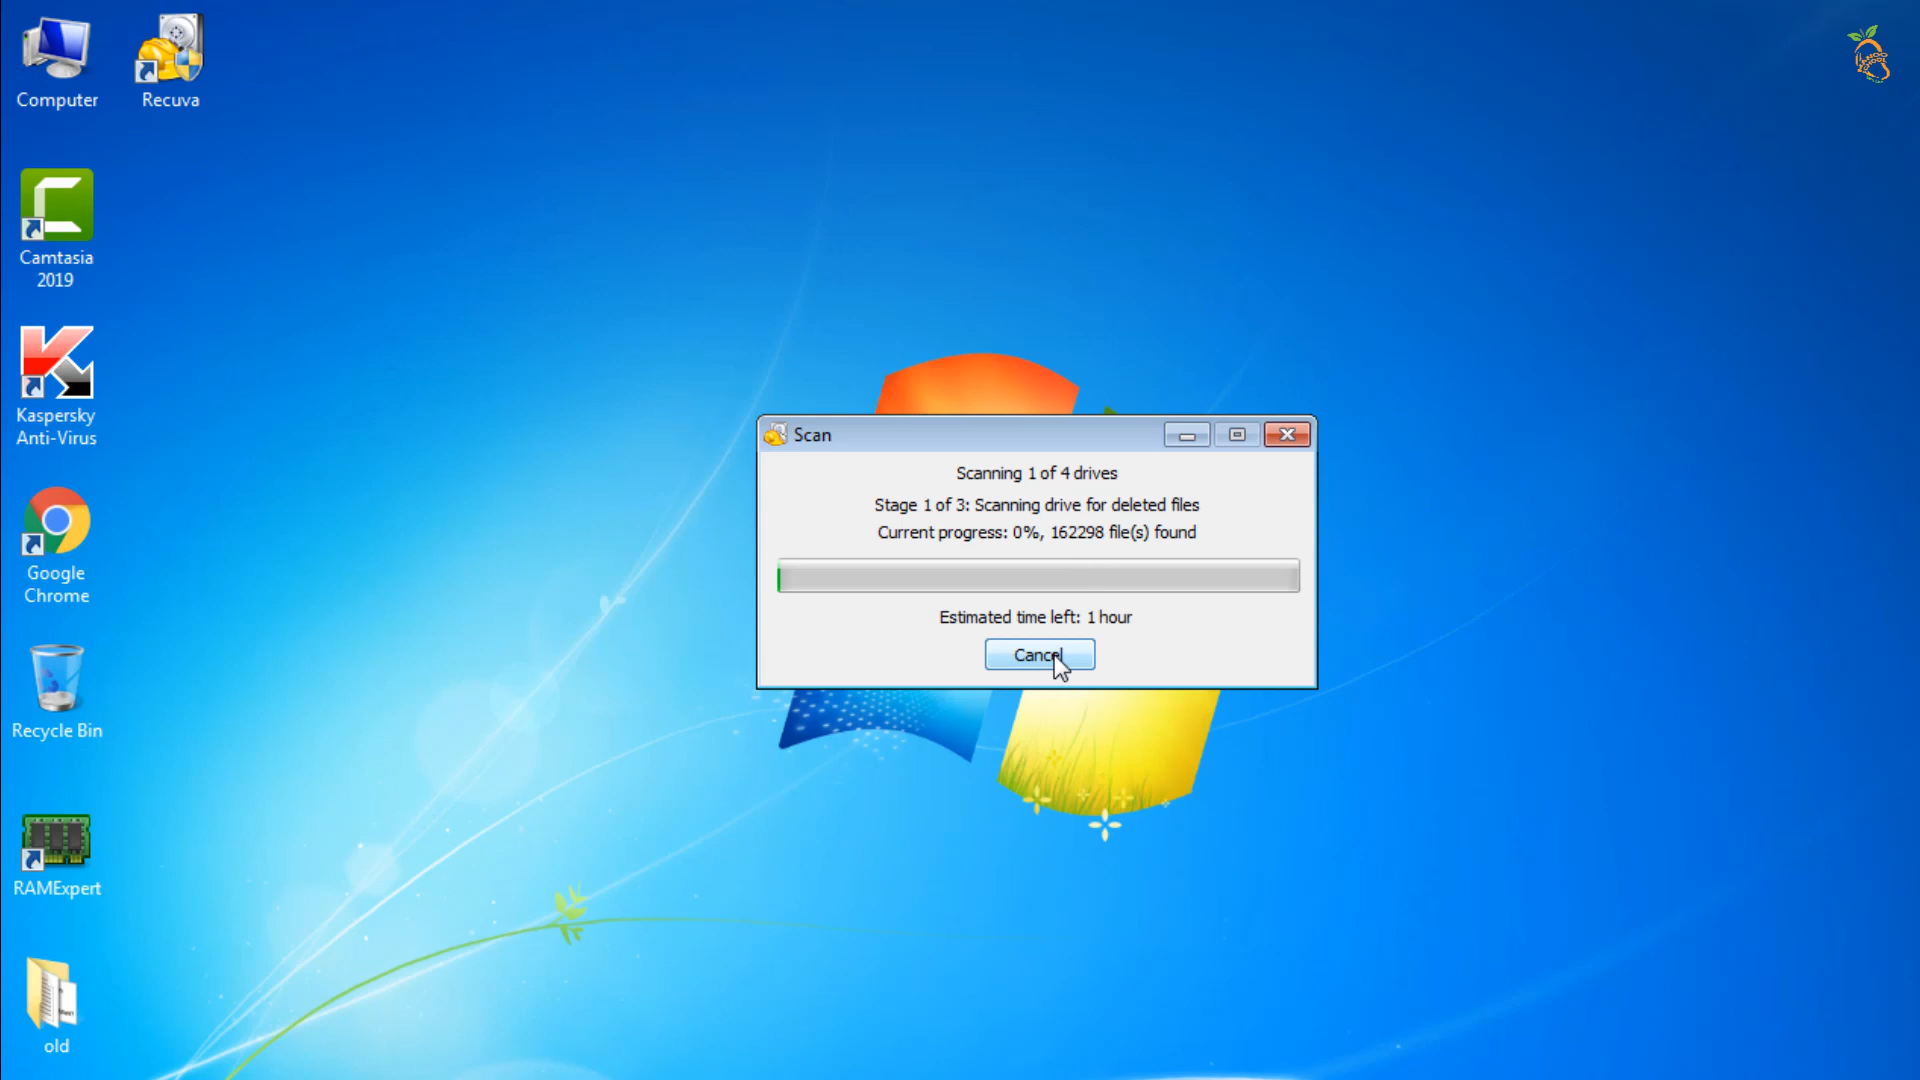 Computer
Recuva
Camtasia
2019
Kaspersky
Anti-Virus
Google
Chrome
Recycle Bin
RAMExpert
old
Scan
Scanning 1 of 4 drives
Stage 1 of 3: Scanning drive for deleted files
Current progress: 0%, 162298 file(s) found
Estimated time left: 1 hour
Cancel